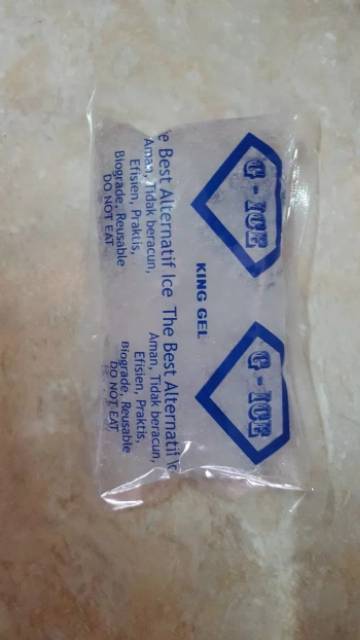 G-ICE
G-ICE
KING GEL
e Best Alternatif Ice The Best Alternatif Ic
Aman, Tidak beracun,
Efisien, Praktis,
Biograde, Reusable
DO NOT EAT
Aman, Tidak beracun,
Efisien, Praktis,
Biograde, Reusable
DO NOT EAT